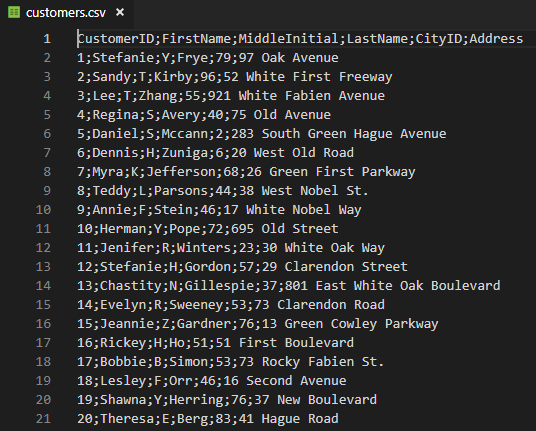 customers.csv
1 CustomerID;FirstName;MiddleInitial;LastName;CityID;Address
2 1;Stefanie;Y;Frye;79;97 Oak Avenue
3 2;Sandy;T;Kirby;96;52 White First Freeway
4 3;Lee;T;Zhang;55;921 White Fabien Avenue
5 4;Regina;S;Avery;40;75 Old Avenue
6 5;Daniel;S;Mccann;2;283 South Green Hague Avenue
7 6;Dennis;H;Zuniga;6;20 West Old Road
8 7;Myra;K;Jefferson;68;26 Green First Parkway
9 8;Teddy;L;Parsons;44;38 West Nobel St.
10 9;Annie;F;Stein;46;17 White Nobel Way
11 10;Herman;Y;Pope;72;695 Old Street
12 11;Jenifer;R;Winters;23;30 White Oak Way
13 12;Stefanie;H;Gordon;57;29 Clarendon Street
14 13;Chastity;N;Gillespie;37;801 East White Oak Boulevard
15 14;Evelyn;R;Sweeney;53;73 Clarendon Road
16 15;Jeannie;Z;Gardner;76;13 Green Cowley Parkway
17 16;Rickey;H;Ho;51;51 First Boulevard
18 17;Bobbie;B;Simon;53;73 Rocky Fabien St.
19 18;Lesley;F;Orr;46;16 Second Avenue
20 19;Shawna;Y;Herring;76;37 New Boulevard
21 20;Theresa;E;Berg;83;41 Hague Road